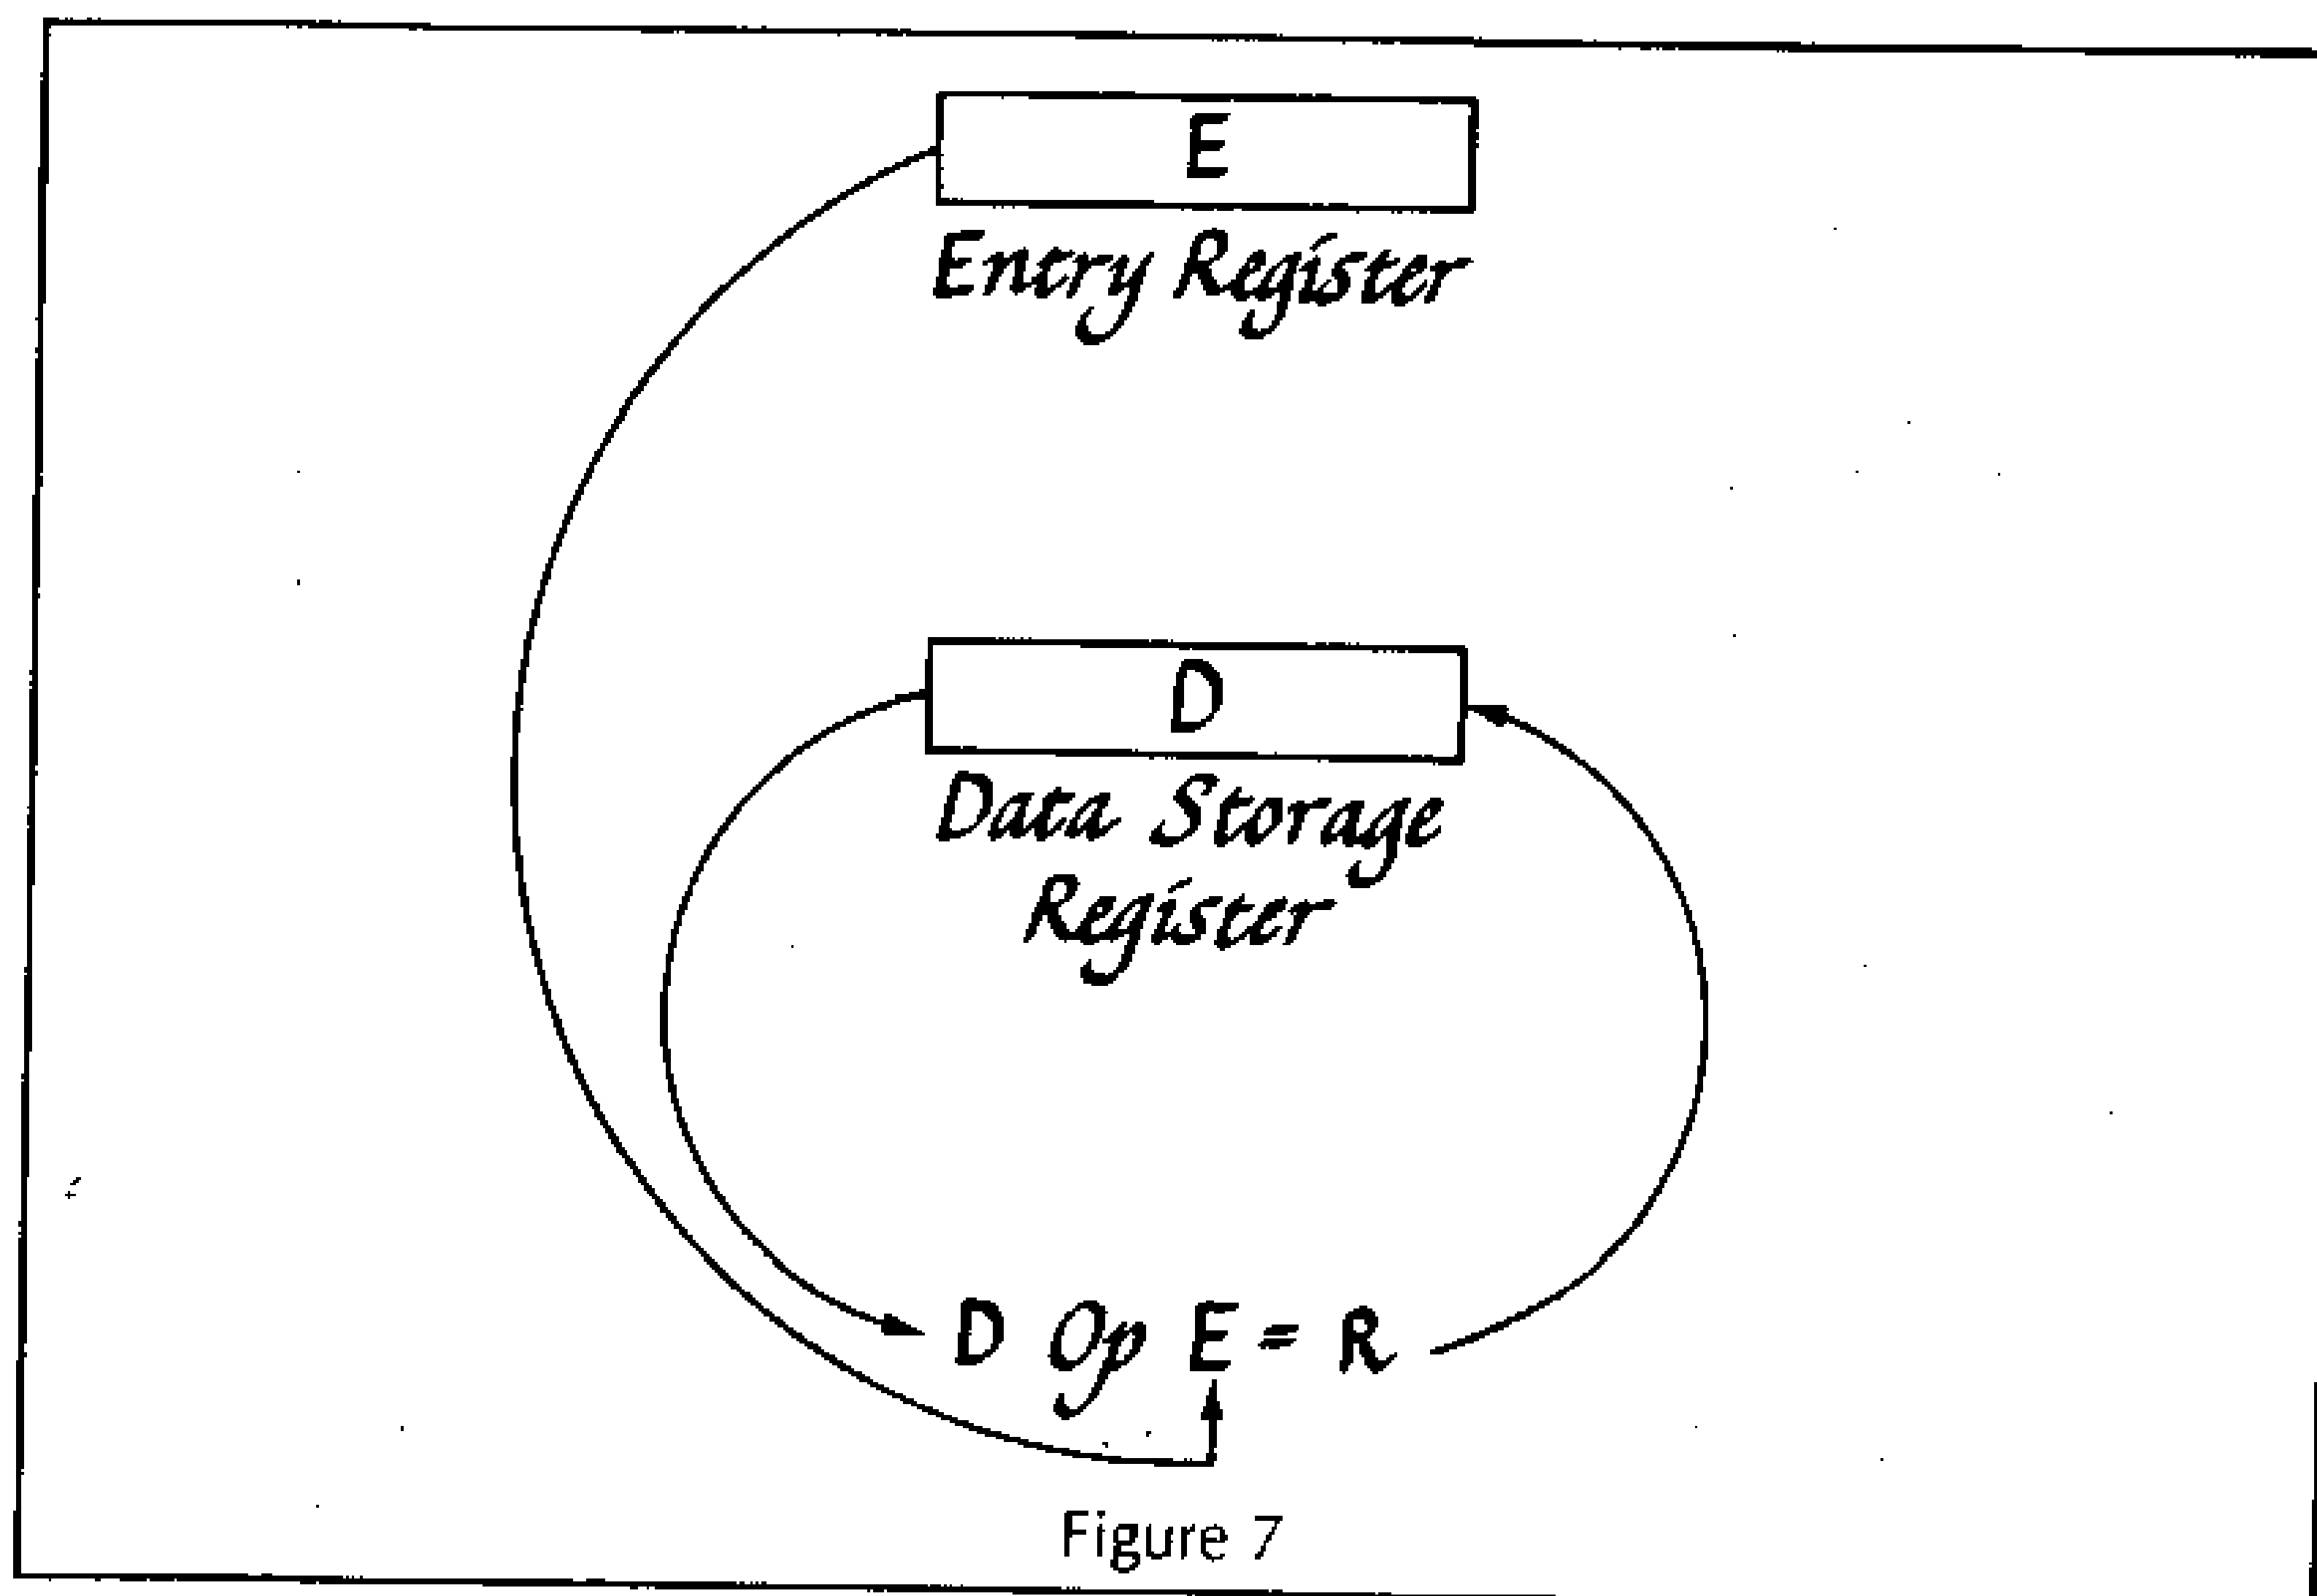 E
Entry Register
D
Data Storage
Register
D Op E = R
Figure 7